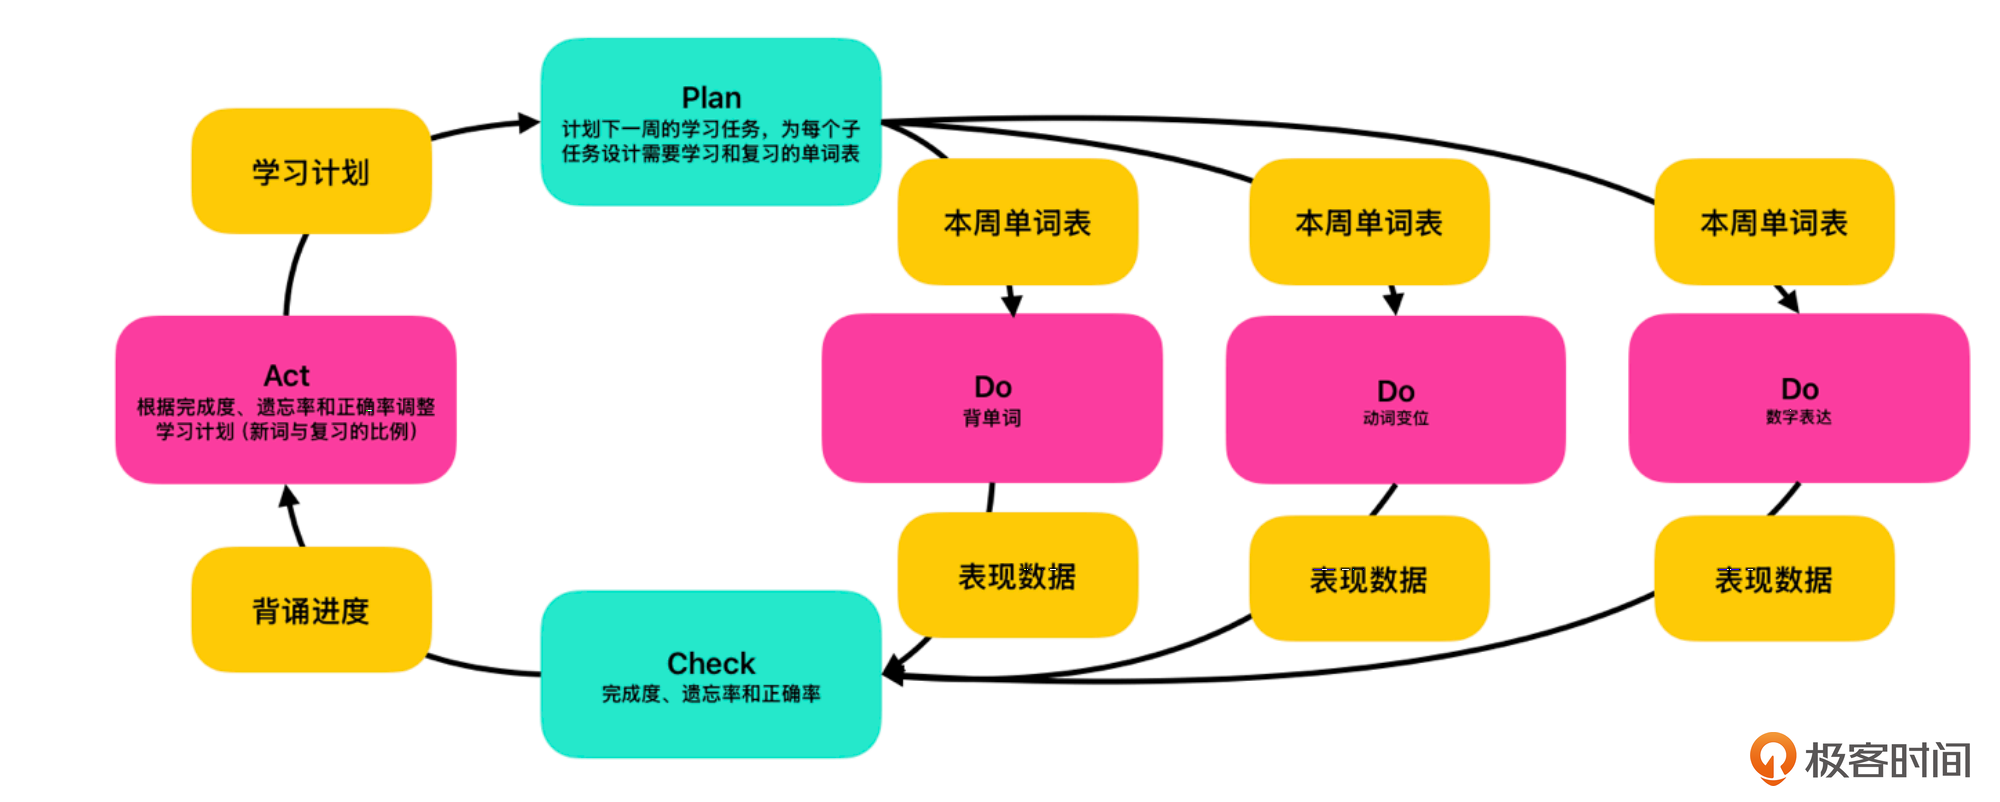 Plan
计划下一周的学习任务，为每个子
任务设计需要学习和复习的单词表
学习计划
本周单词表
本周单词表
本周单词表
Act
根据完成度、遗忘率和正确率调整
学习计划 (新词与复习的比例)
Do
背单词
Do
动词变位
Do
数字表达
背诵进度
表现数据
表现数据
表现数据
Check
完成度、遗忘率和正确率
极客时间